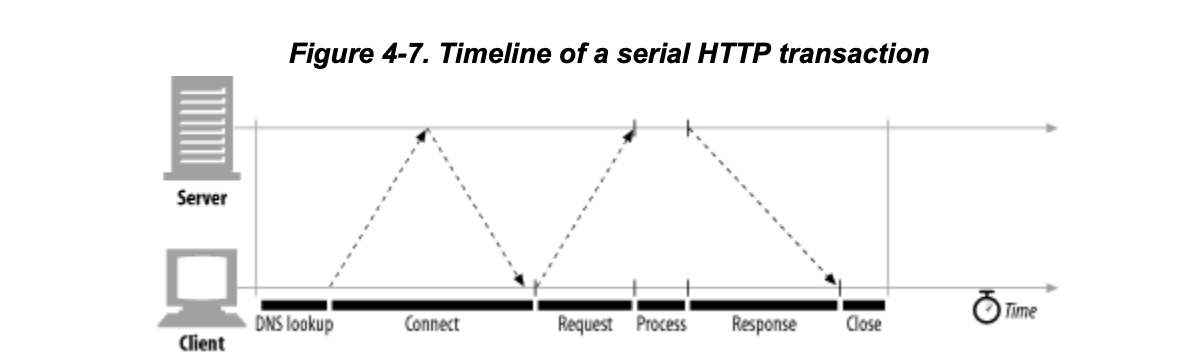 Figure 4-7. Timeline of a serial HTTP transaction
Server
Client
DNS lookup
Connect
Request
Process
Response
Close
Time